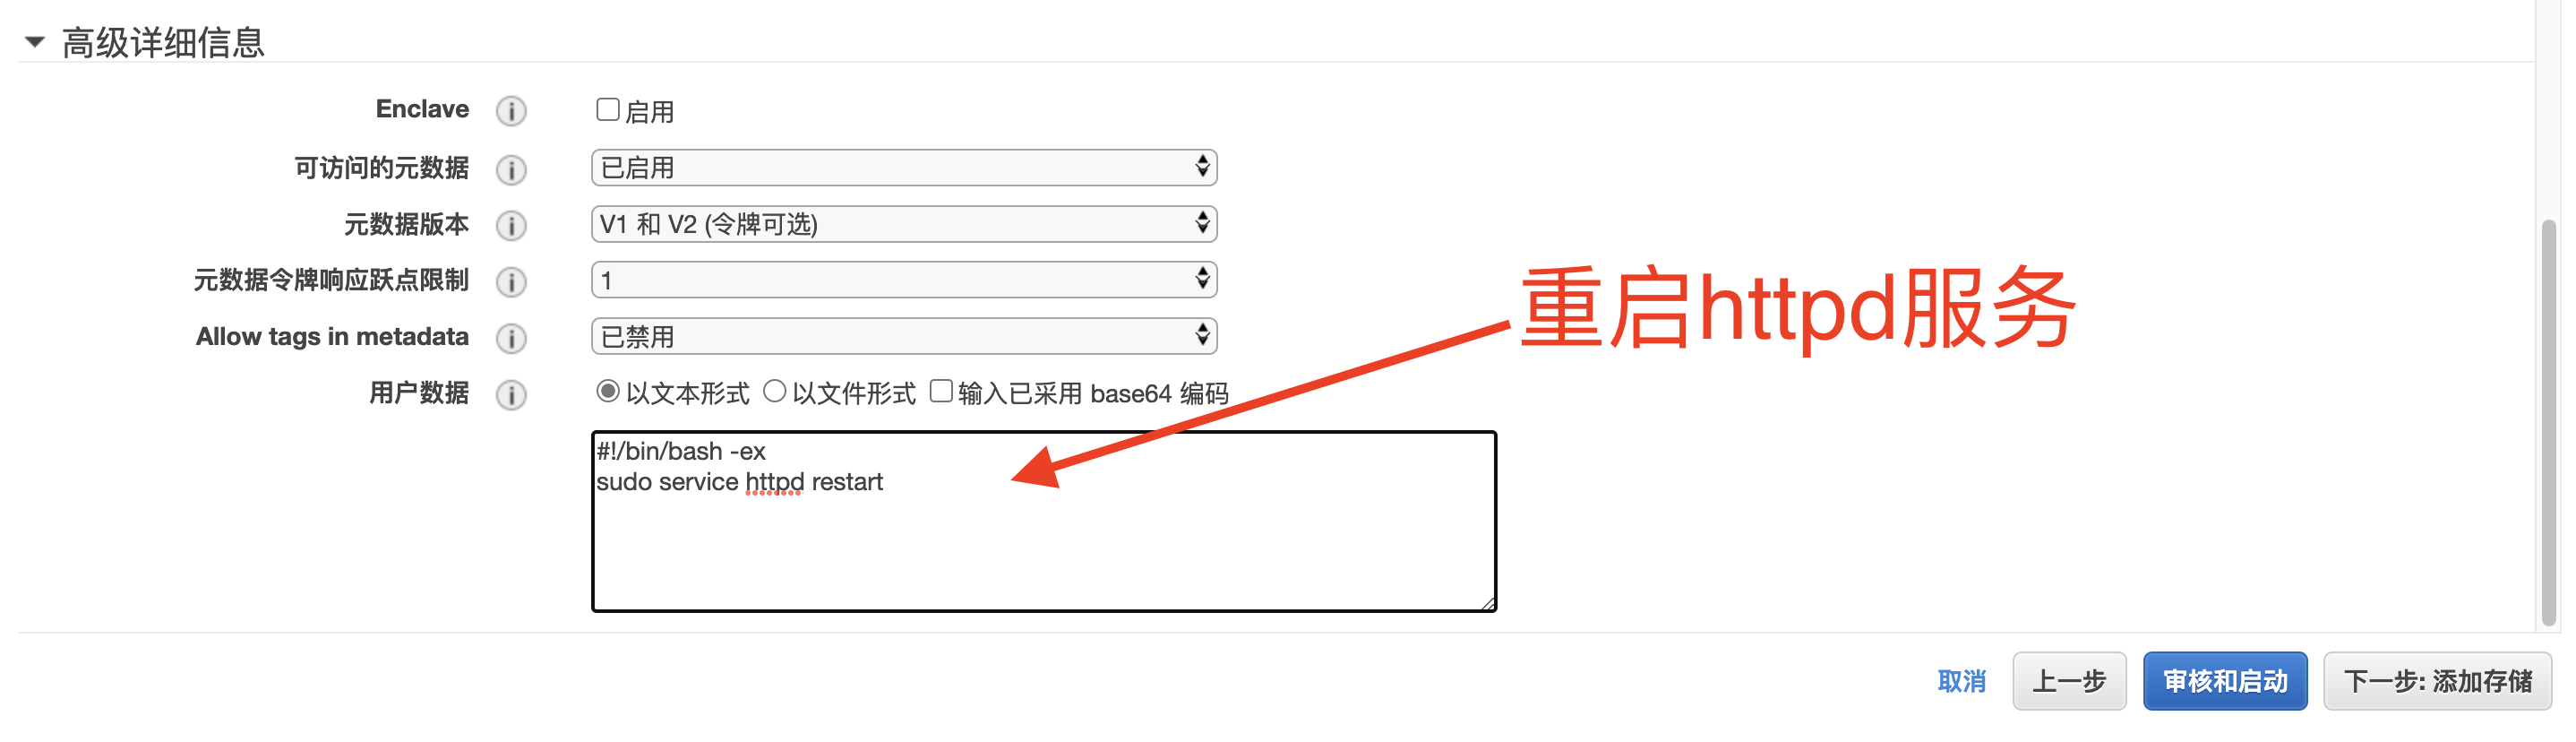 高级详细信息
Enclave
启用
可访问的元数据
已启用
元数据版本
V1 和 V2 (令牌可选)
元数据令牌响应跃点限制
1
Allow tags in metadata
已禁用
用户数据
以文本形式 以文件形式 输入已采用 base64 编码
#!/bin/bash -ex
sudo service httpd restart
重启httpd服务
取消
上一步
审核和启动
下一步: 添加存储